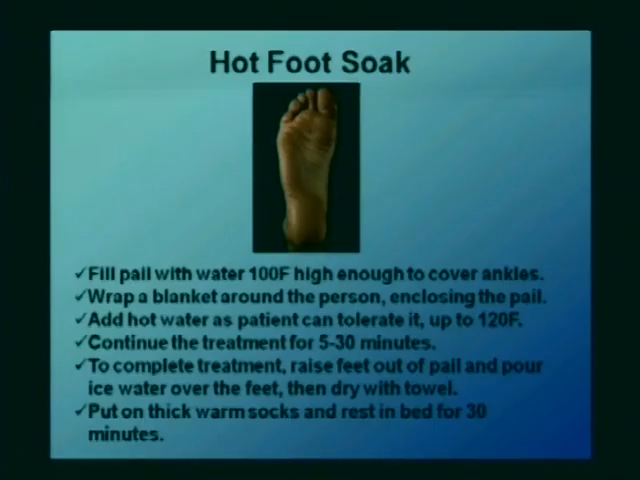 Hot Foot Soak
✓Fill pail with water 100F high enough to cover ankles.
✓Wrap a blanket around the person, enclosing the pail.
✓Add hot water as patient can tolerate it, up to 120F.
✓Continue the treatment for 5-30 minutes.
✓To complete treatment, raise feet out of pail and pour
ice water over the feet, then dry with towel.
✓Put on thick warm socks and rest in bed for 30
minutes.